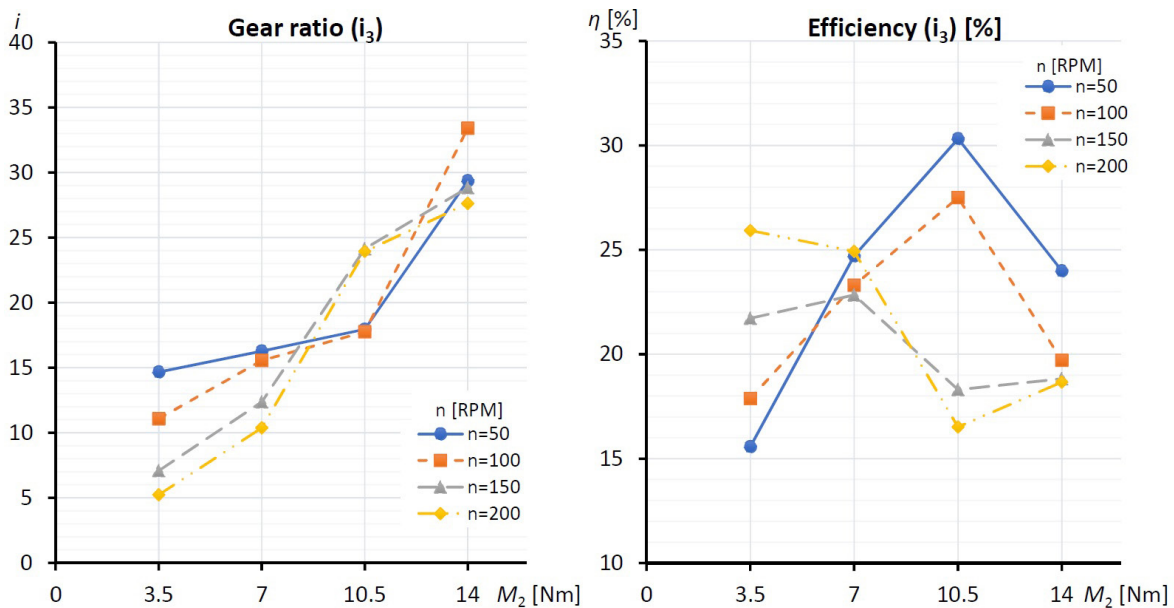 i
Gear ratio (i₃)
40
35
30
25
20
15
10
5
0
0 3.5 7 10.5 14 M₂ [Nm]
n [RPM]
n=50
n=100
n=150
n=200
η [%]
Efficiency (i₃) [%]
40
35
30
25
20
15
10
0 3.5 7 10.5 14 M₂ [Nm]
n [RPM]
n=50
n=100
n=150
n=200